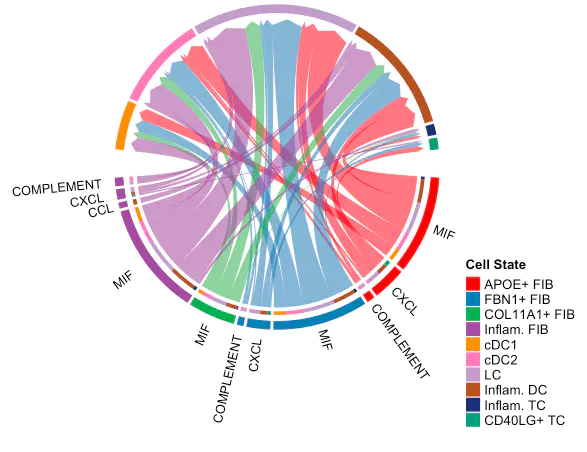 COMPLEMENT
CXCL
CCL
MIF
MIF
COMPLEMENT
CXCL
MIF
COMPLEMENT
CXCL
MIF
Cell State
APOE+ FIB
FBN1+ FIB
COL11A1+ FIB
Inflam. FIB
cDC1
cDC2
LC
Inflam. DC
Inflam. TC
CD40LG+ TC